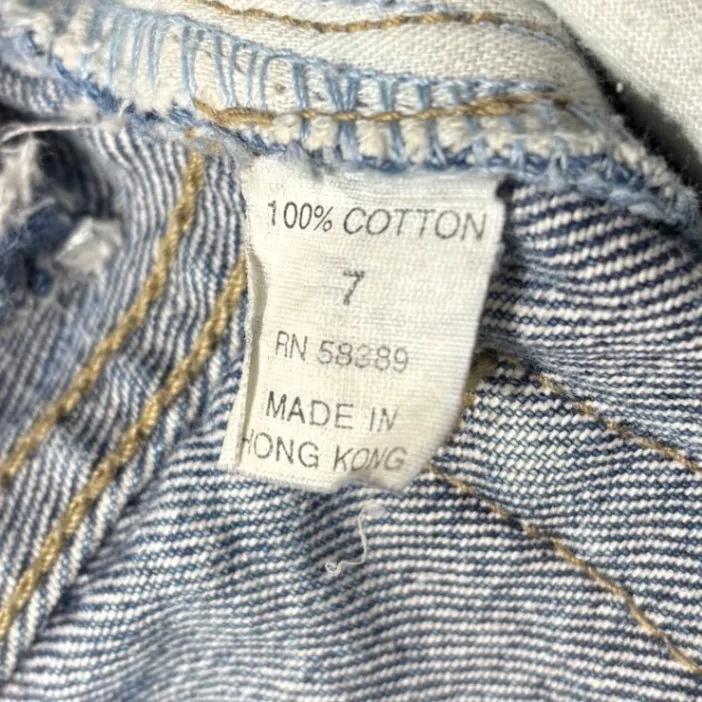 100% COTTON
7
RN 58389
MADE IN
HONG KONG